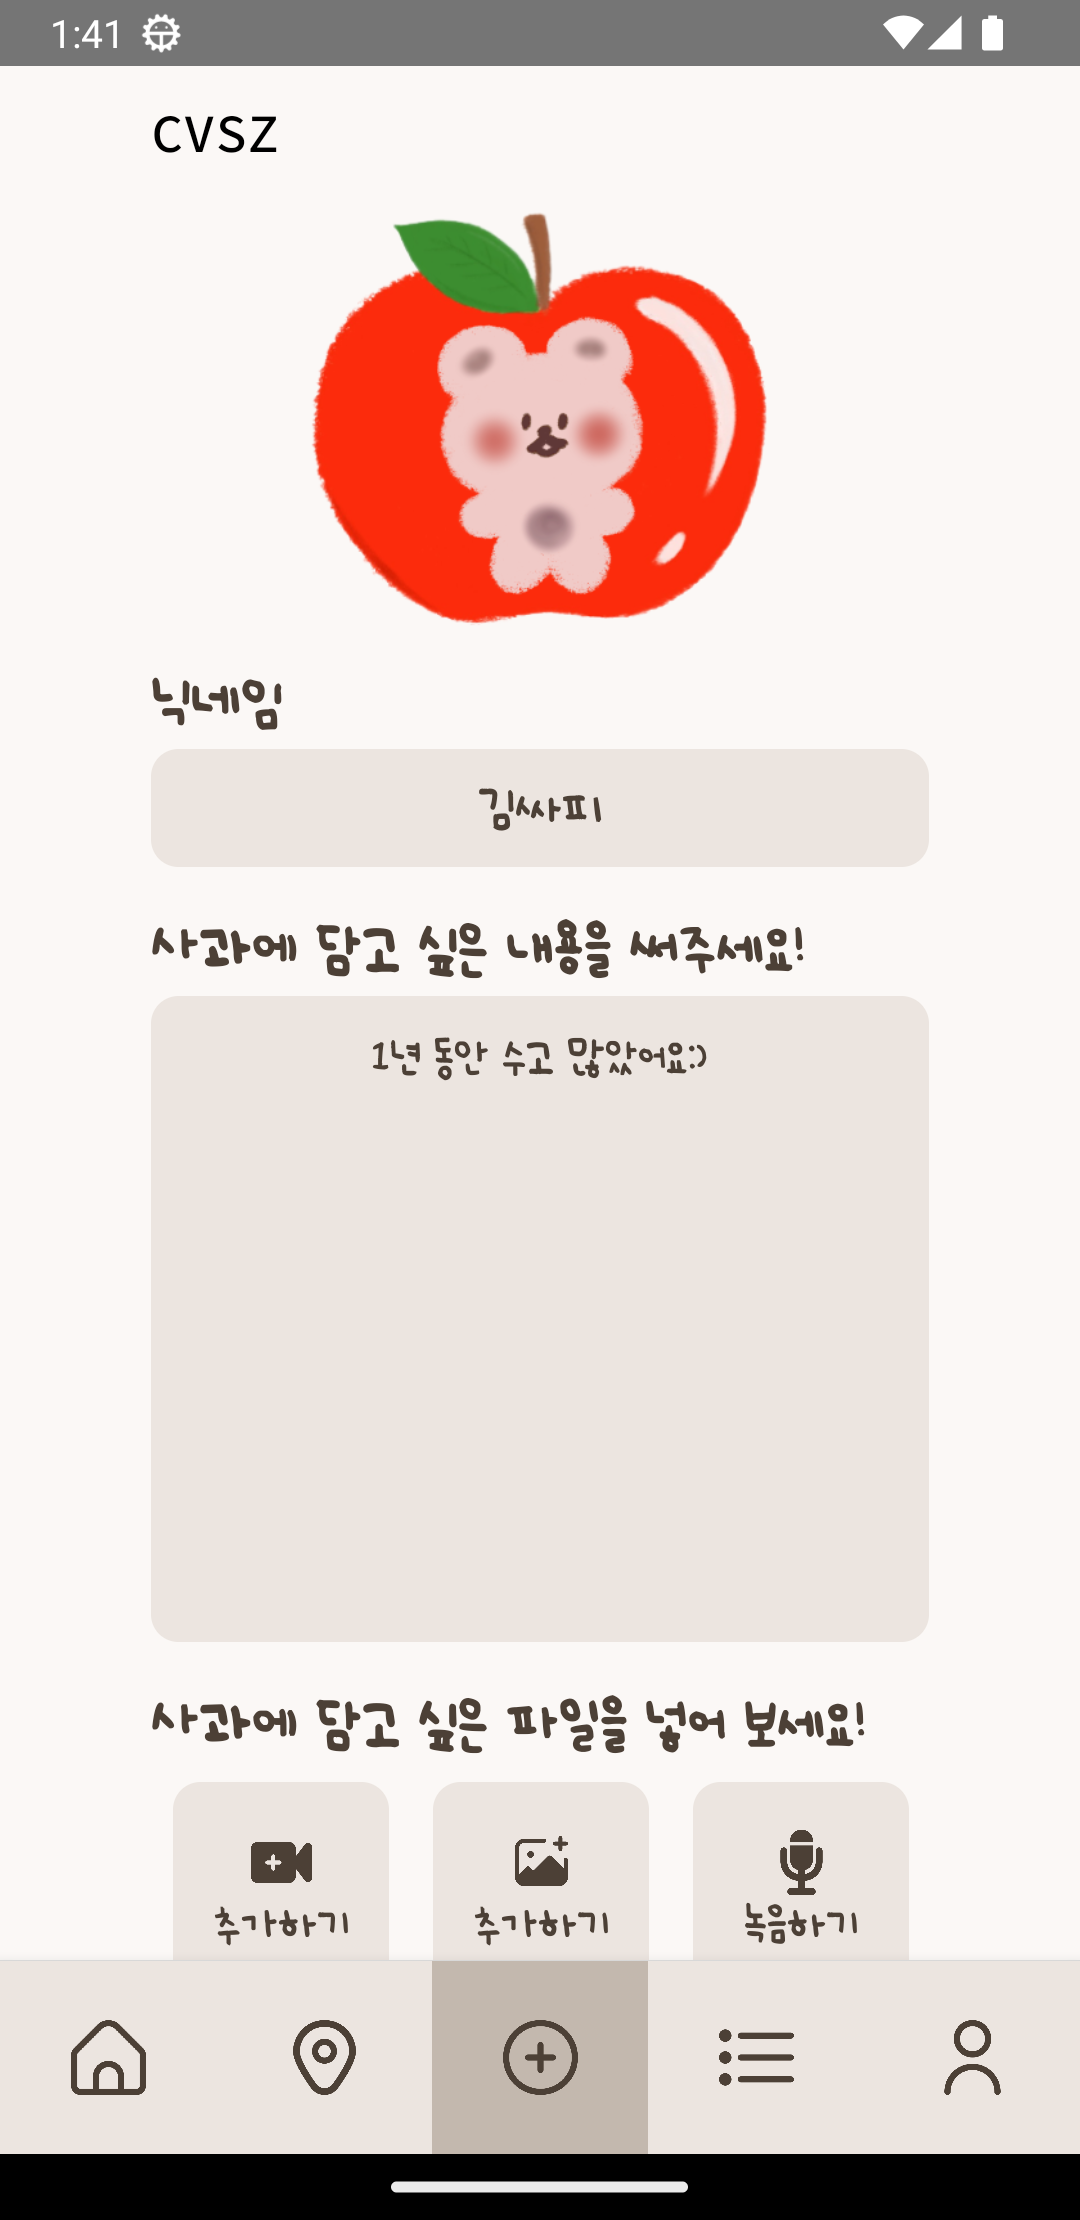 1:41
CVSZ
닉네임
김싸피
사과에 담고 싶은 내용을 써주세요!
1년 동안 수고 많았어요:)
사과에 담고 싶은 파일을 넣어 보세요!
추가하기 추가하기 녹음하기